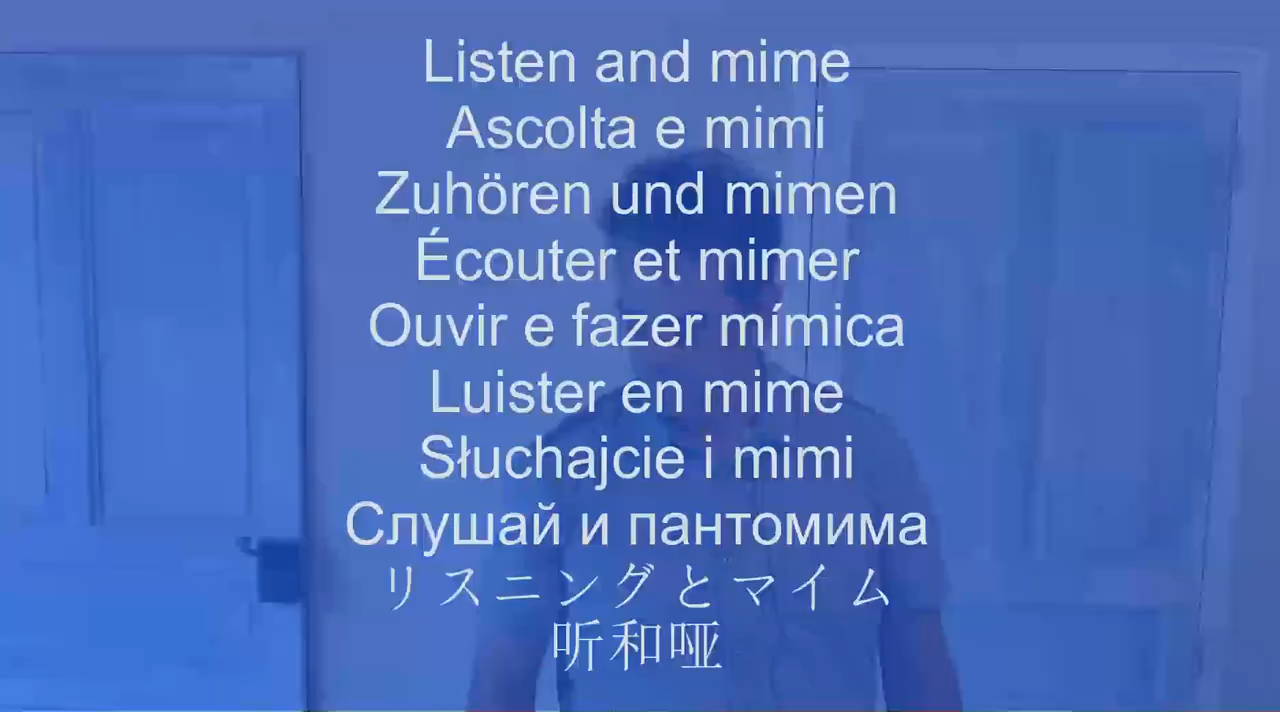 Listen and mime
Ascolta e mimi
Zuhören und mimen
Écouter et mimer
Ouvir e fazer mímica
Luister en mime
Słuchajcie i mimi
Слушай и пантомима
リスニングとマイム
听和哑